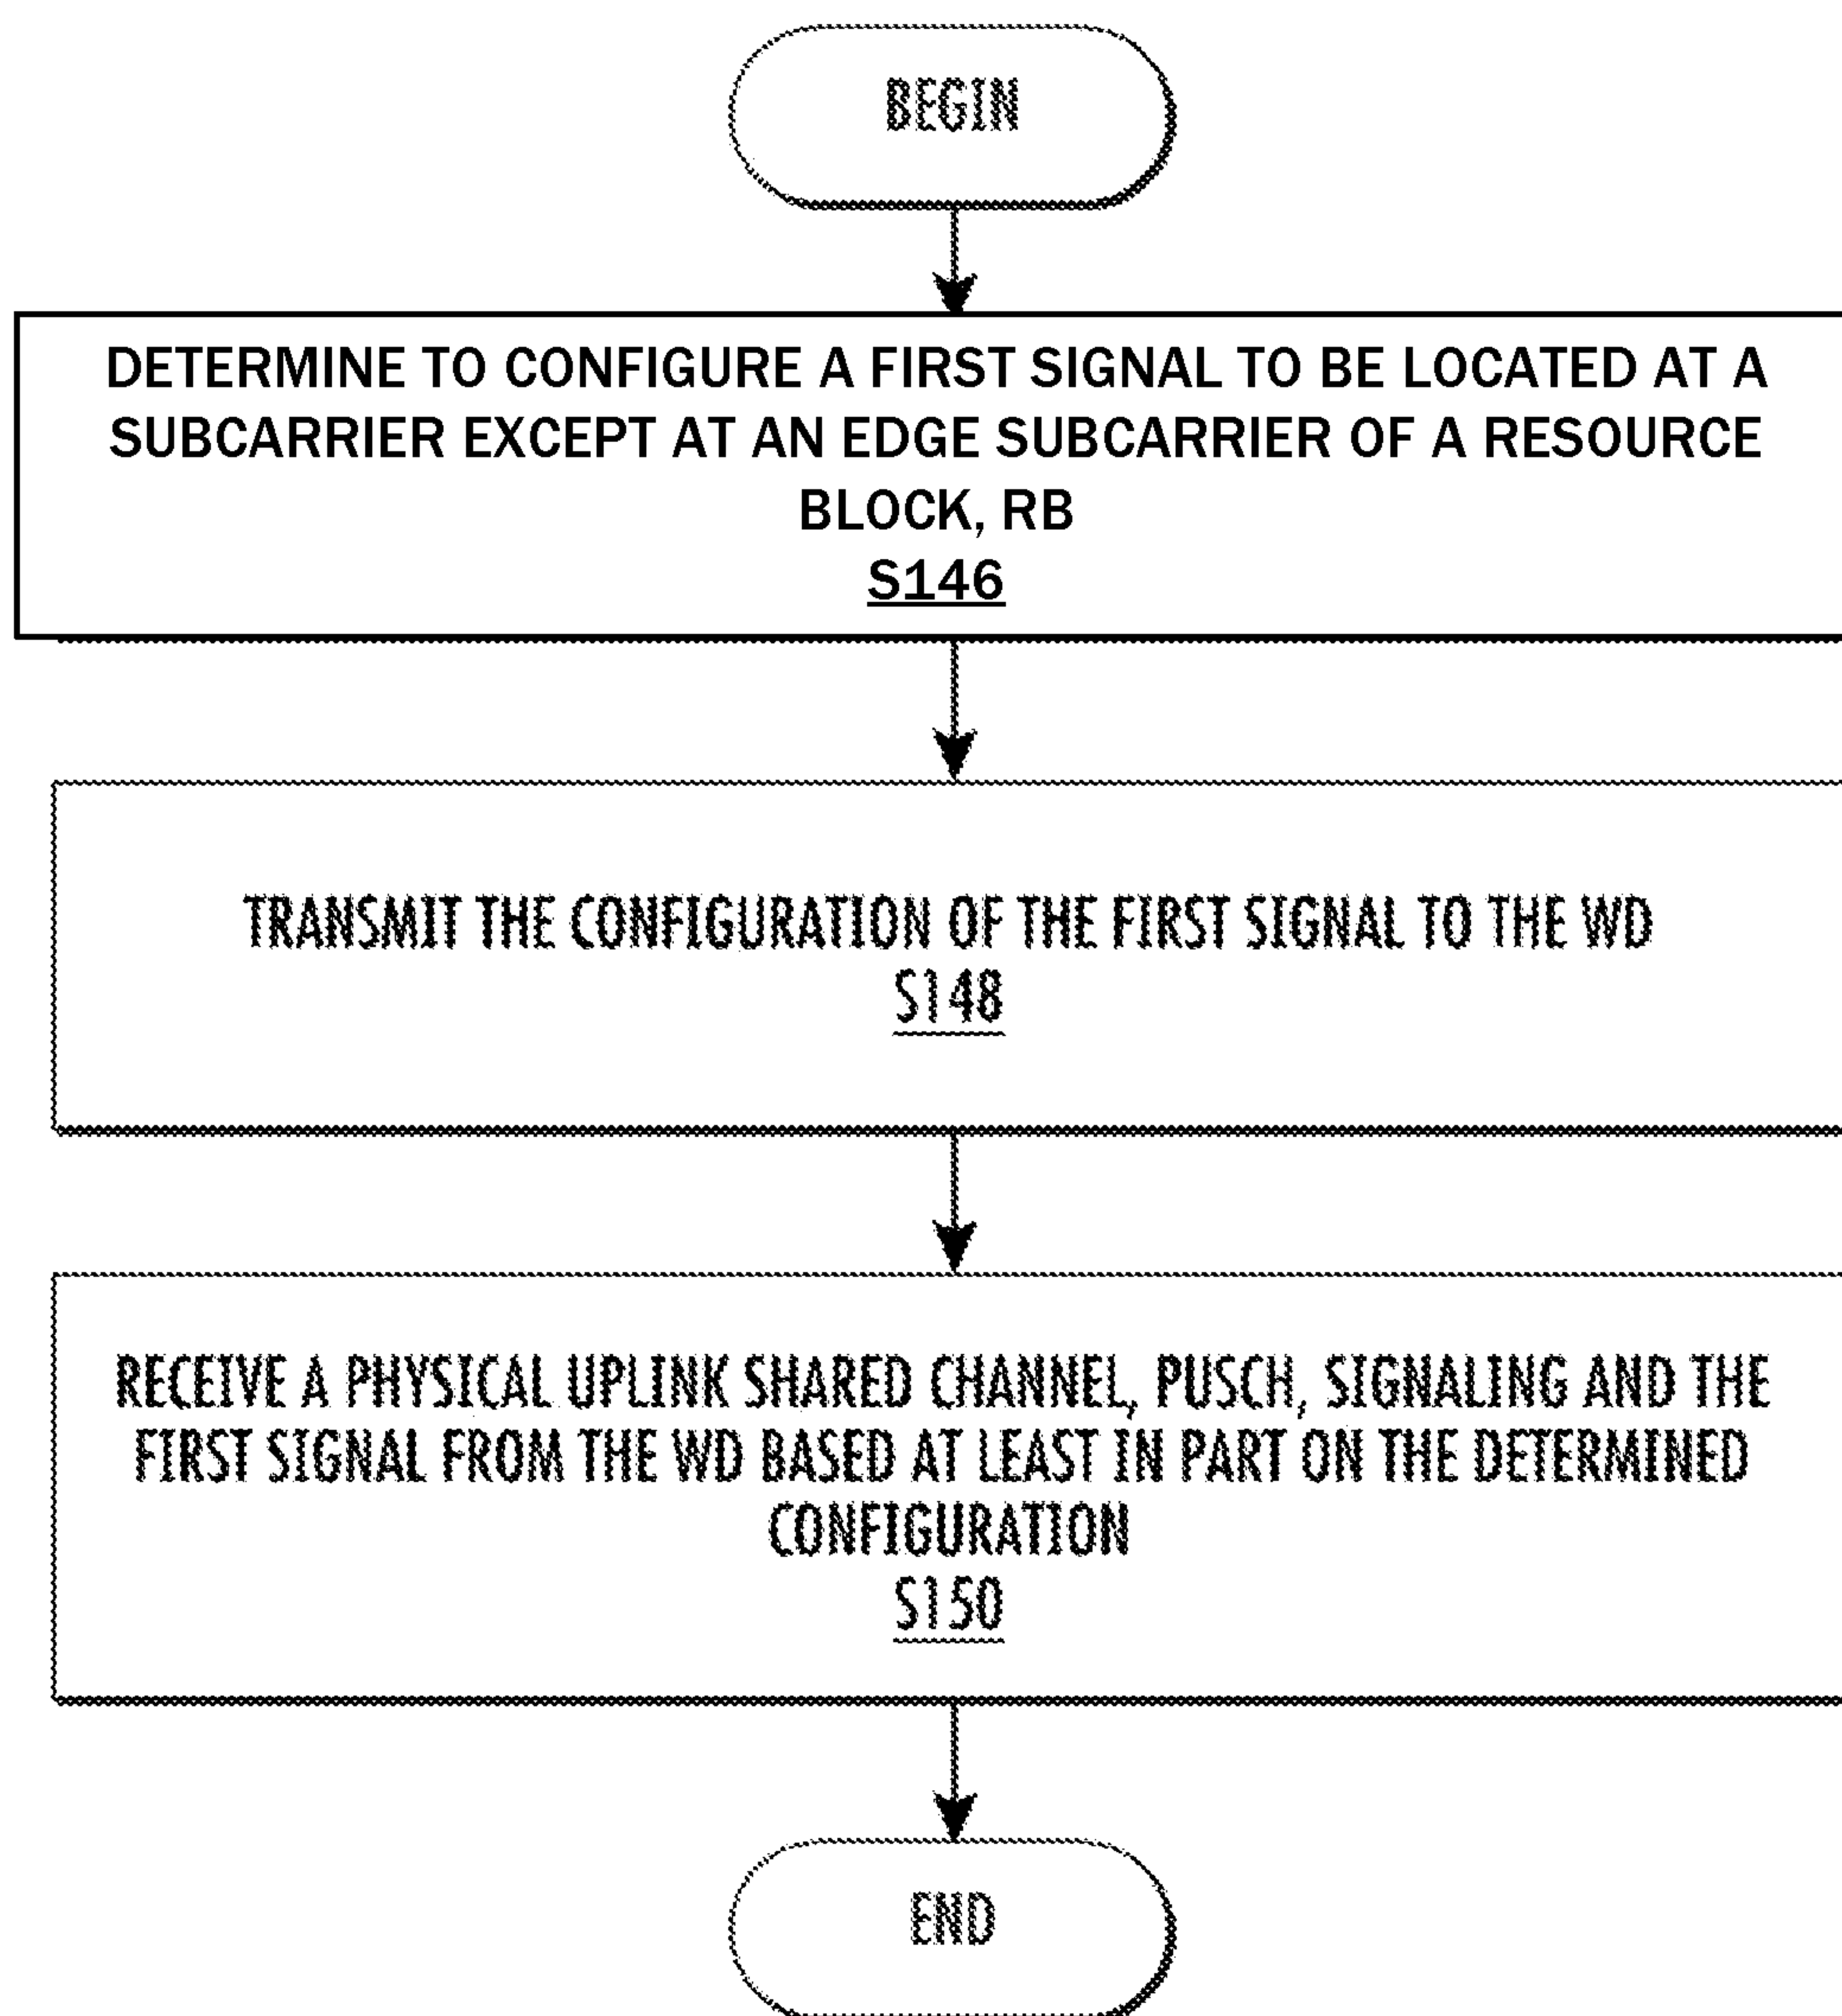 BEGIN
DETERMINE TO CONFIGURE A FIRST SIGNAL TO BE LOCATED AT A
SUBCARRIER EXCEPT AT AN EDGE SUBCARRIER OF A RESOURCE
BLOCK, RB
S146
TRANSMIT THE CONFIGURATION OF THE FIRST SIGNAL TO THE WD
S148
RECEIVE A PHYSICAL UPLINK SHARED CHANNEL, PUSCH, SIGNALING AND THE
FIRST SIGNAL FROM THE WD BASED AT LEAST IN PART ON THE DETERMINED
CONFIGURATION
S150
END